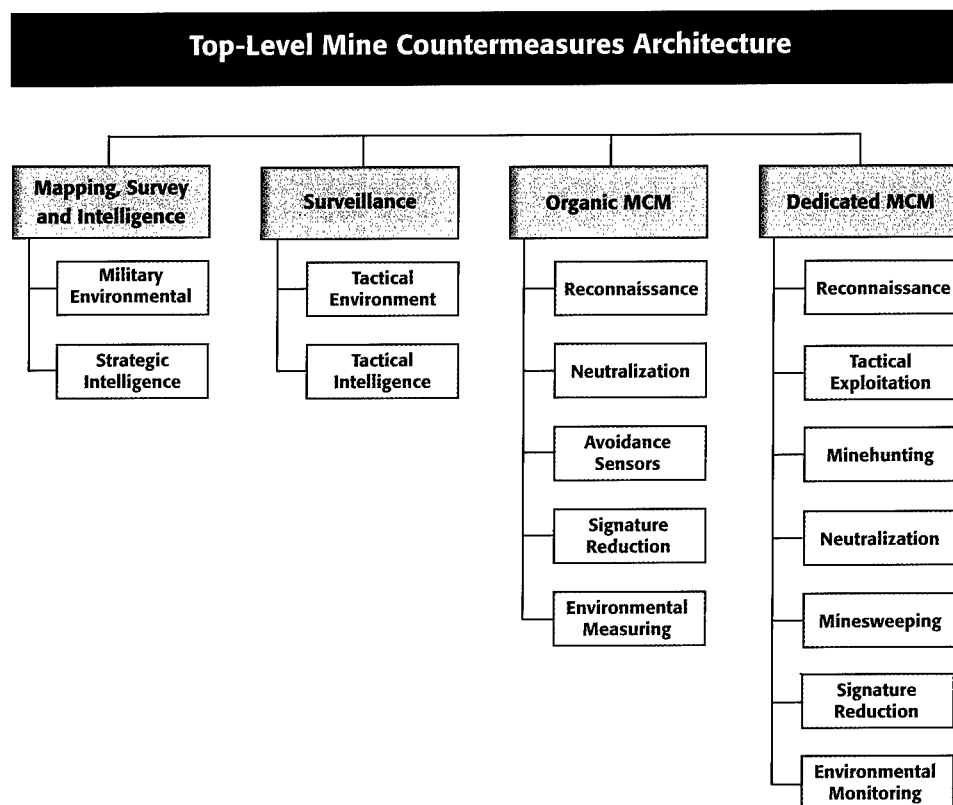 Top-Level Mine Countermeasures Architecture
Mapping, Survey
and Intelligence
Military
Environmental
Strategic
Intelligence
Surveillance
Tactical
Environment
Tactical
Intelligence
Organic MCM
Reconnaissance
Neutralization
Avoidance
Sensors
Signature
Reduction
Environmental
Measuring
Dedicated MCM
Reconnaissance
Tactical
Exploitation
Minehunting
Neutralization
Minesweeping
Signature
Reduction
Environmental
Monitoring